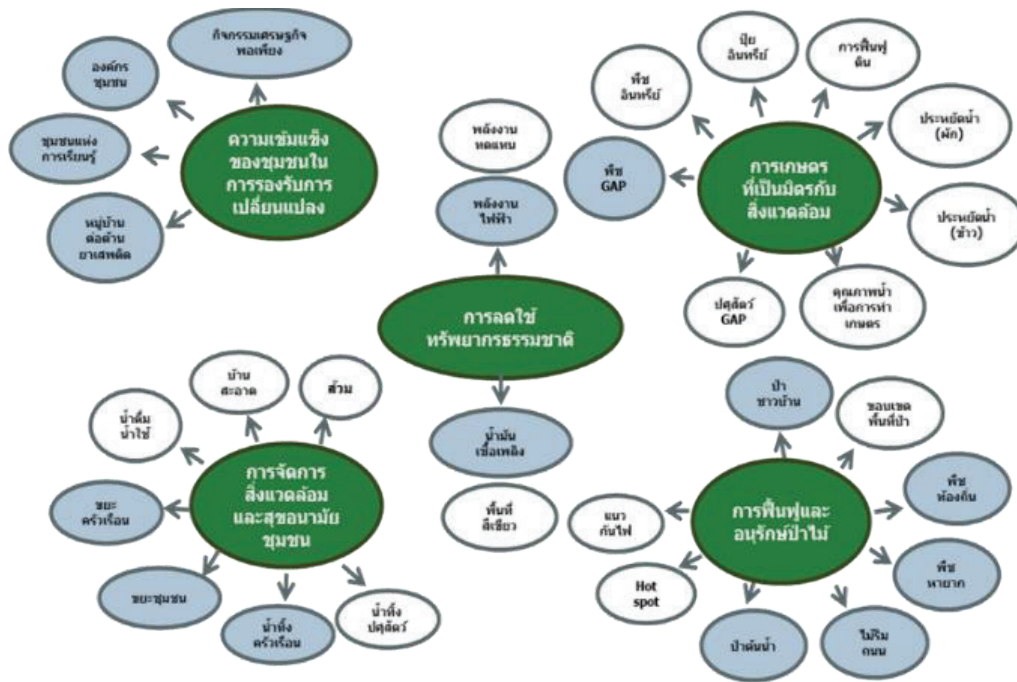 กิจกรรมเศรษฐกิจ
พอเพียง
องค์กร
ชุมชน
ชุมชนแห่ง
การเรียนรู้
หมู่บ้าน
ต่อต้าน
ยาเสพติด
ความเข้มแข็ง
ของชุมชนใน
การรองรับการ
เปลี่ยนแปลง
พลังงาน
ทดแทน
พลังงาน
ไฟฟ้า
การลดใช้
ทรัพยากรธรรมชาติ
น้ำมัน
เชื้อเพลิง
พื้นที่
สีเขียว
ปุ๋ย
อินทรีย์
การฟื้นฟู
ดิน
พืช
อินทรีย์
ประหยัดน้ำ
(ผัก)
พืช
GAP
การเกษตร
ที่เป็นมิตรกับ
สิ่งแวดล้อม
ประหยัดน้ำ
(ข้าว)
ปศุสัตว์
GAP
คุณภาพน้ำ
เพื่อการทำ
เกษตร
บ้าน
สะอาด
ส้วม
น้ำดื่ม
น้ำใช้
ขยะ
ครัวเรือน
การจัดการ
สิ่งแวดล้อม
และสุขอนามัย
ชุมชน
ขยะชุมชน
น้ำทิ้ง
ครัวเรือน
น้ำทิ้ง
ปศุสัตว์
ป่า
ชาวบ้าน
ขอบเขต
พื้นที่ป่า
พืช
ท้องถิ่น
แนว
กันไฟ
การฟื้นฟูและ
อนุรักษ์ป่าไม้
พืช
หายาก
Hot
spot
ป่าต้นน้ำ
ไม้ริม
ถนน